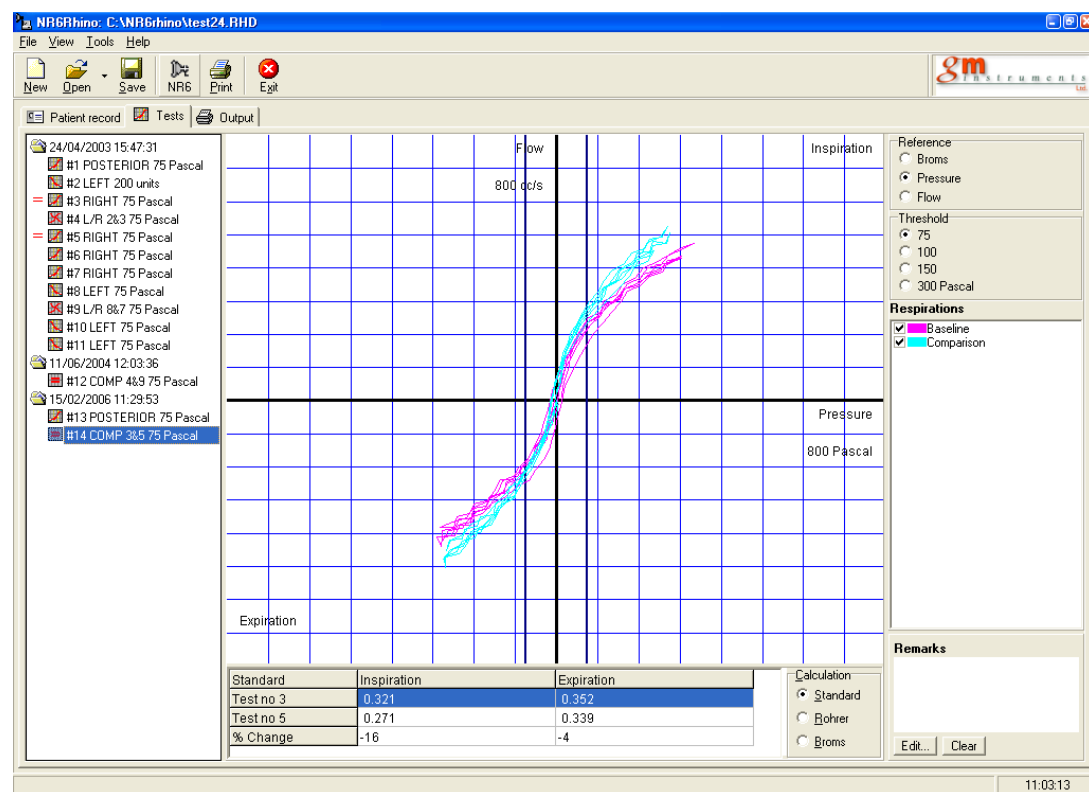 NR6Rhino: C:\NR6rhino\test24.RHD
File View Tools Help
New Open Save NR6 Print Exit
gm instruments Ltd.
Patient record Tests Output
24/04/2003 15:47:31
#1 POSTERIOR 75 Pascal
#2 LEFT 200 units
#3 RIGHT 75 Pascal
#4 L/R 2&3 75 Pascal
#5 RIGHT 75 Pascal
#6 RIGHT 75 Pascal
#7 RIGHT 75 Pascal
#8 LEFT 75 Pascal
#9 L/R 8&7 75 Pascal
#10 LEFT 75 Pascal
#11 LEFT 75 Pascal
11/06/2004 12:03:36
#12 COMP 4&9 75 Pascal
15/02/2006 11:29:53
#13 POSTERIOR 75 Pascal
#14 COMP 3&5 75 Pascal
Flow
800 cc/s
Inspiration
Pressure
800 Pascal
Expiration
Standard Inspiration Expiration
Test no 3 0.321 0.352
Test no 5 0.271 0.339
% Change -16 -4
Calculation
Standard
Rohrer
Broms
Reference
Broms
Pressure
Flow
Threshold
75
100
150
300 Pascal
Respirations
Baseline
Comparison
Remarks
Edit... Clear
11:03:13